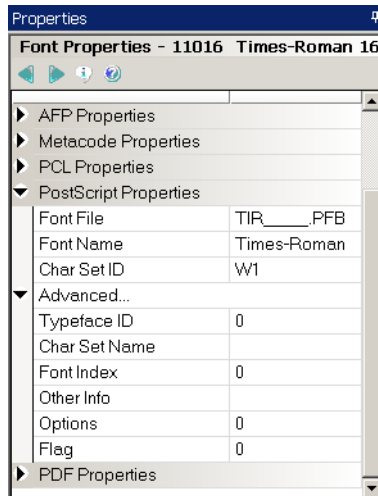 Properties
Font Properties - 11016 Times-Roman 16
AFP Properties
Metacode Properties
PCL Properties
PostScript Properties
Font File TIR_____.PFB
Font Name Times-Roman
Char Set ID W1
Advanced...
Typeface ID 0
Char Set Name
Font Index 0
Other Info
Options 0
Flag 0
PDF Properties